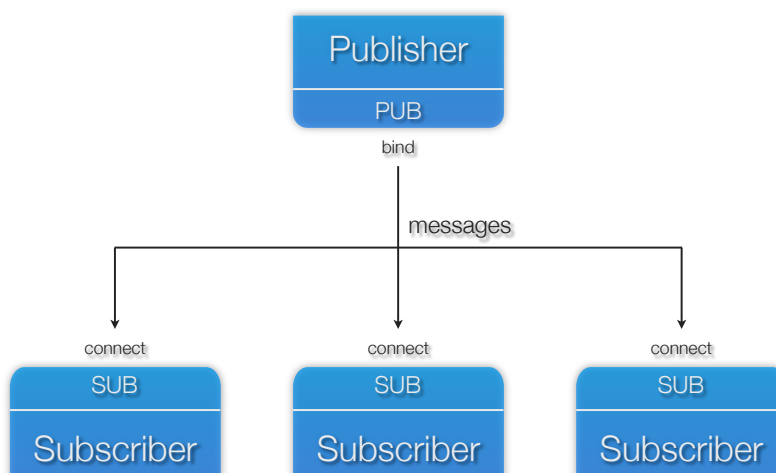 Publisher
PUB
bind
messages
connect connect connect
SUB SUB SUB
Subscriber Subscriber Subscriber